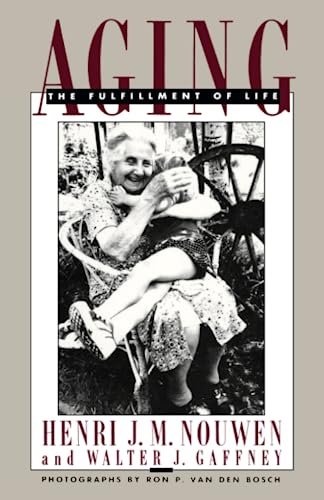 AGING
THE FULFILLMENT OF LIFE
HENRI J. M. NOUWEN
and WALTER J. GAFFNEY
PHOTOGRAPHS BY RON P. VAN DEN BOSCH